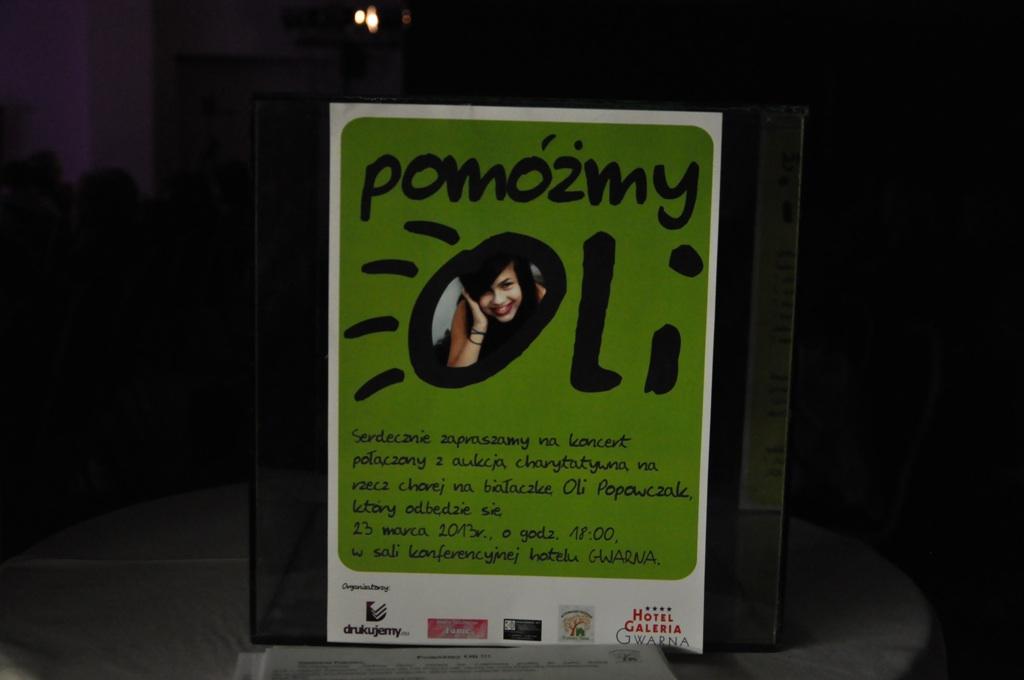 pomóżmy
Oli
Serdecznie zapraszamy na koncert
połączony z aukcją charytatywną na
rzecz chorej na białaczkę Oli Popowczak,
który odbędzie się
23 marca 2013r., o godz. 18:00,
w sali konferencyjnej hotelu GWARNA.
Organizatorzy:
drukujemy.eu
HOTEL
GALERIA
GWARNA